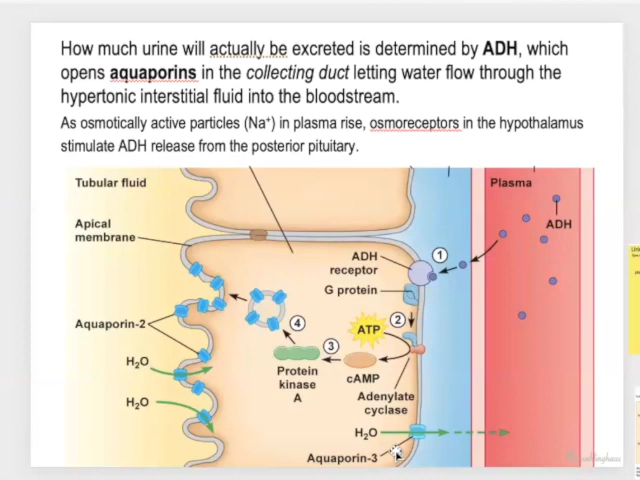 How much urine will actually be excreted is determined by ADH, which
opens aquaporins in the collecting duct letting water flow through the
hypertonic interstitial fluid into the bloodstream.
As osmotically active particles (Na⁺) in plasma rise, osmoreceptors in the hypothalamus
stimulate ADH release from the posterior pituitary.
Tubular fluid
Plasma
Apical
membrane
ADH
ADH
receptor
1
G protein
Aquaporin-2
4
ATP
2
3
H₂O
Protein
kinase
A
cAMP
Adenylate
cyclase
H₂O
H₂O
Aquaporin-3